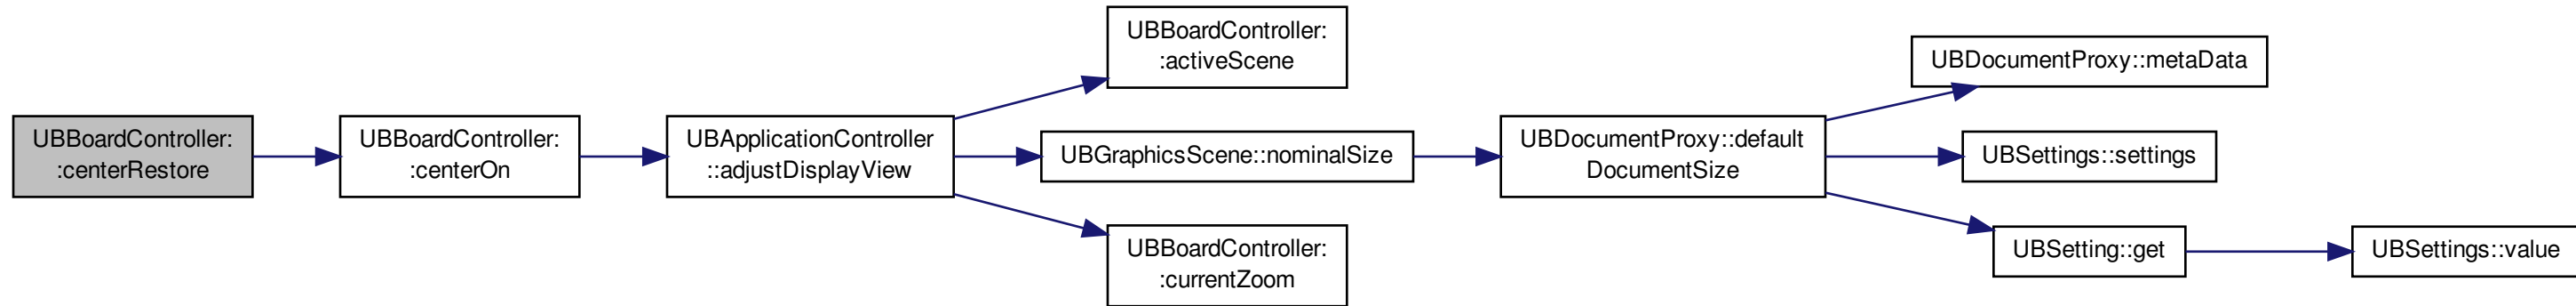 UBBoardController:
:centerRestore
UBBoardController:
:centerOn
UBApplicationController
::adjustDisplayView
UBBoardController:
:activeScene
UBGraphicsScene::nominalSize
UBBoardController:
:currentZoom
UBDocumentProxy::default
DocumentSize
UBDocumentProxy::metaData
UBSettings::settings
UBSetting::get
UBSettings::value